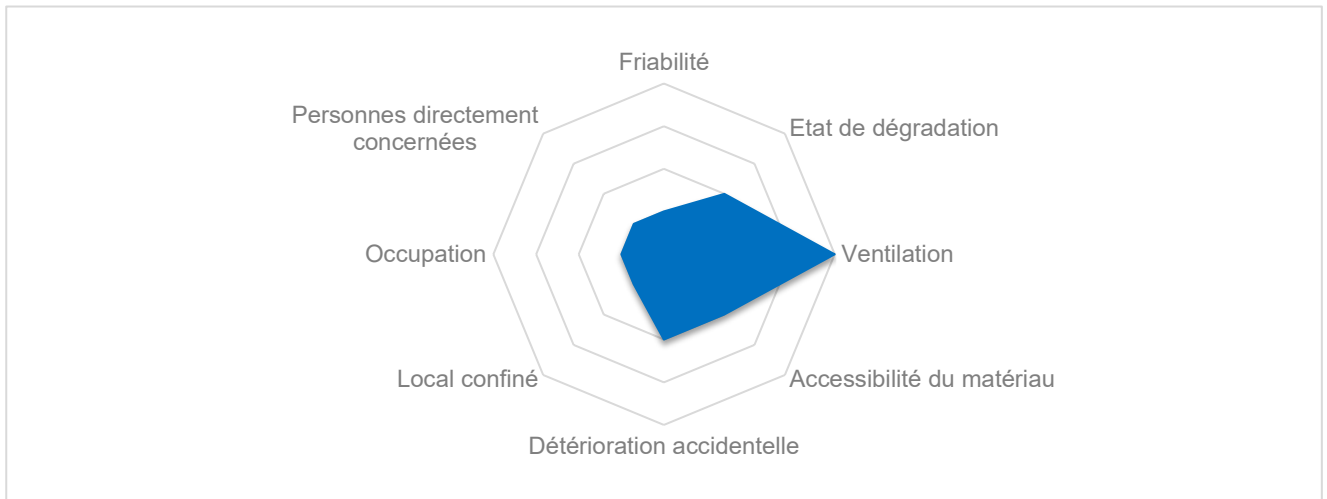 Friabilité
Personnes directement
concernées
Etat de dégradation
Occupation
Ventilation
Local confiné
Accessibilité du matériau
Détérioration accidentelle